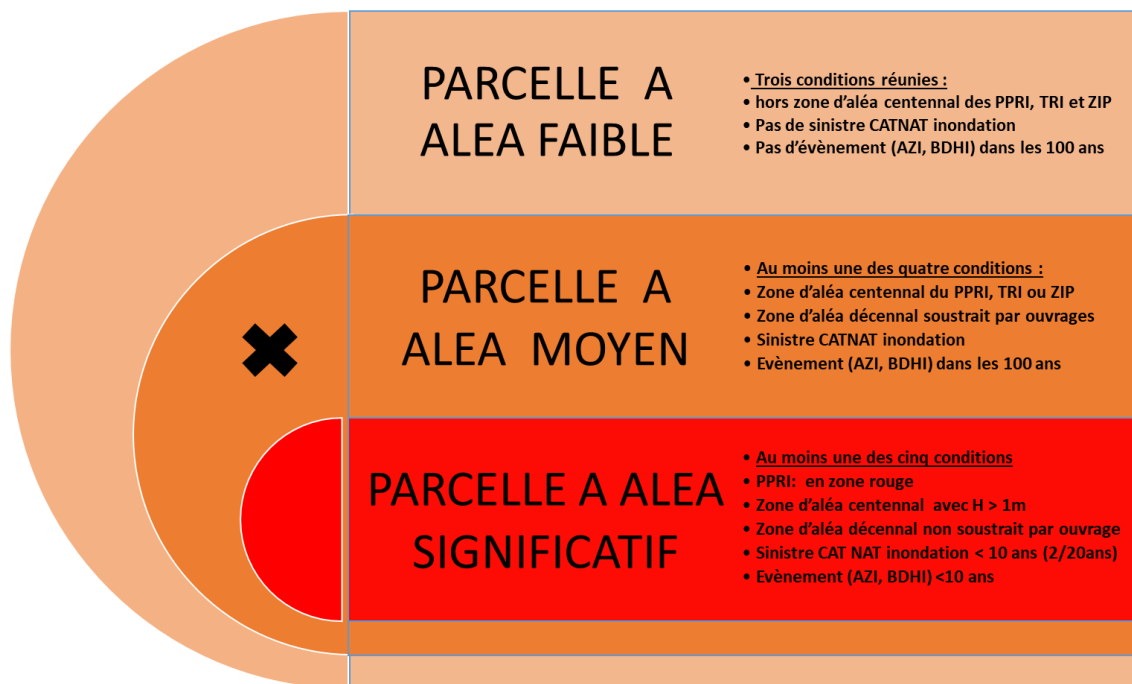 PARCELLE A
ALEA FAIBLE
• Trois conditions réunies :
• hors zone d'aléa centennal des PPRI, TRI et ZIP
• Pas de sinistre CATNAT inondation
• Pas d'évènement (AZI, BDHI) dans les 100 ans
PARCELLE A
ALEA MOYEN
• Au moins une des quatre conditions :
• Zone d'aléa centennal du PPRI, TRI ou ZIP
• Zone d'aléa décennal soustrait par ouvrages
• Sinistre CATNAT inondation
• Evènement (AZI, BDHI) dans les 100 ans
PARCELLE A ALEA
SIGNIFICATIF
• Au moins une des cinq conditions
• PPRI: en zone rouge
• Zone d'aléa centennal avec H > 1m
• Zone d'aléa décennal non soustrait par ouvrage
• Sinistre CAT NAT inondation < 10 ans (2/20ans)
• Evènement (AZI, BDHI) <10 ans